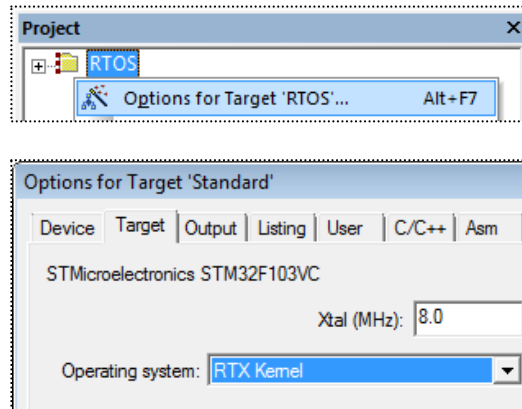 Project
RTOS
Options for Target 'RTOS'... Alt+F7
Options for Target 'Standard'
Device Target Output Listing User C/C++ Asm
STMicroelectronics STM32F103VC
Xtal (MHz): 8.0
Operating system: RTX Kernel